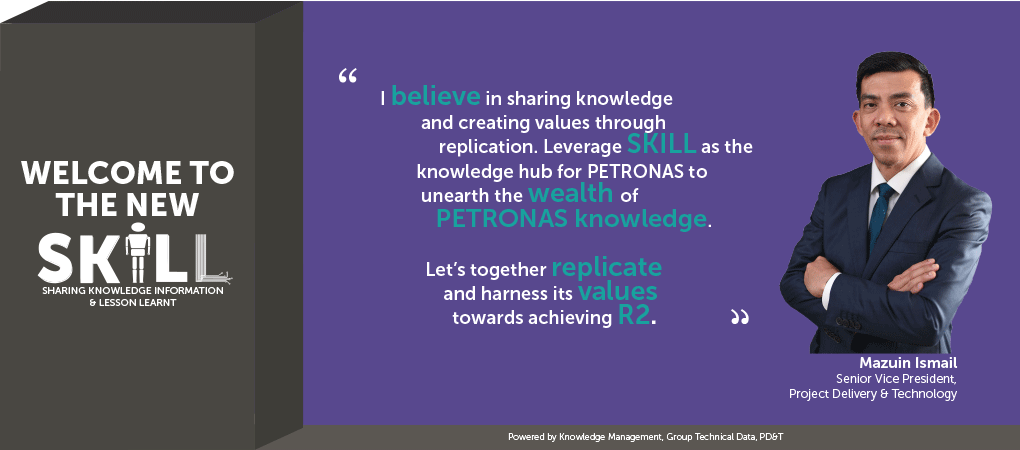 WELCOME TO
THE NEW
SKILL
SHARING KNOWLEDGE INFORMATION
& LESSON LEARNT
“
I believe in sharing knowledge
and creating values through
replication. Leverage SKILL as the
knowledge hub for PETRONAS to
unearth the wealth of
PETRONAS knowledge.
Let’s together replicate
and harness its values
towards achieving R2.
”
Mazuin Ismail
Senior Vice President,
Project Delivery & Technology
Powered by Knowledge Management, Group Technical Data, PD&T